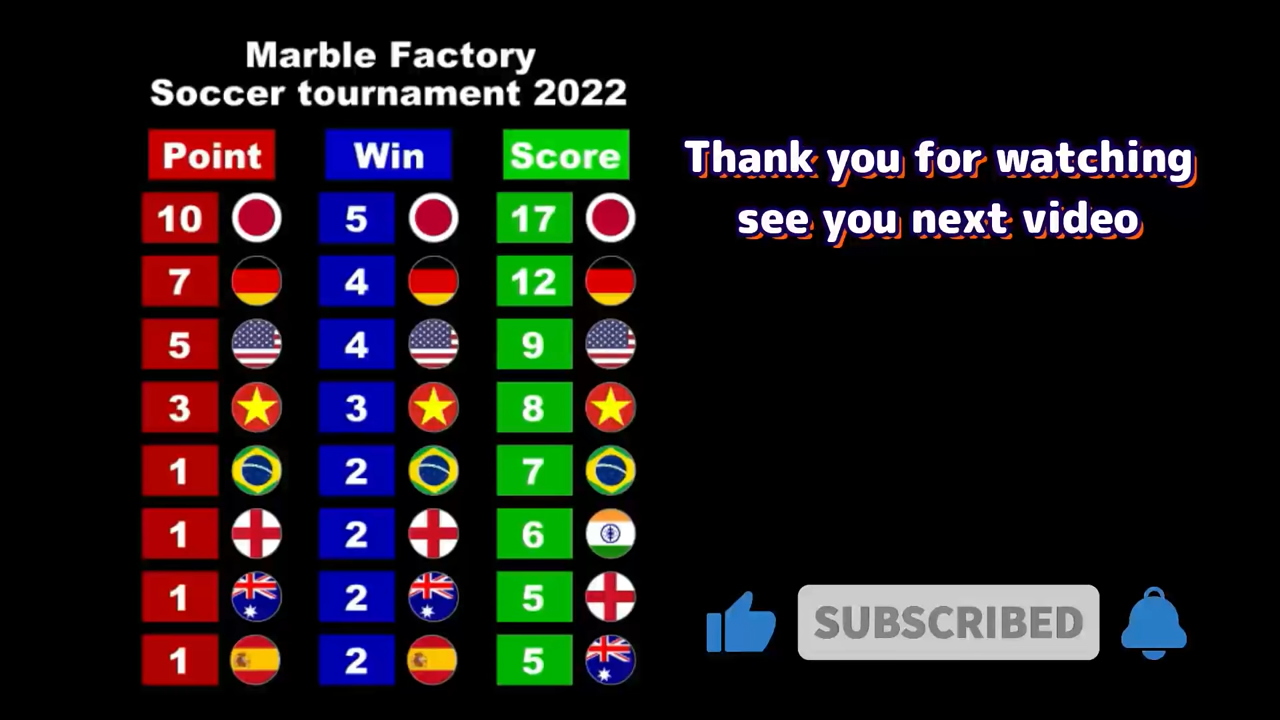 Marble Factory
Soccer tournament 2022
Point Win Score
10 5 17
7 4 12
5 4 9
3 3 8
1 2 7
1 2 6
1 2 5
1 2 5
Thank you for watching
see you next video
SUBSCRIBED